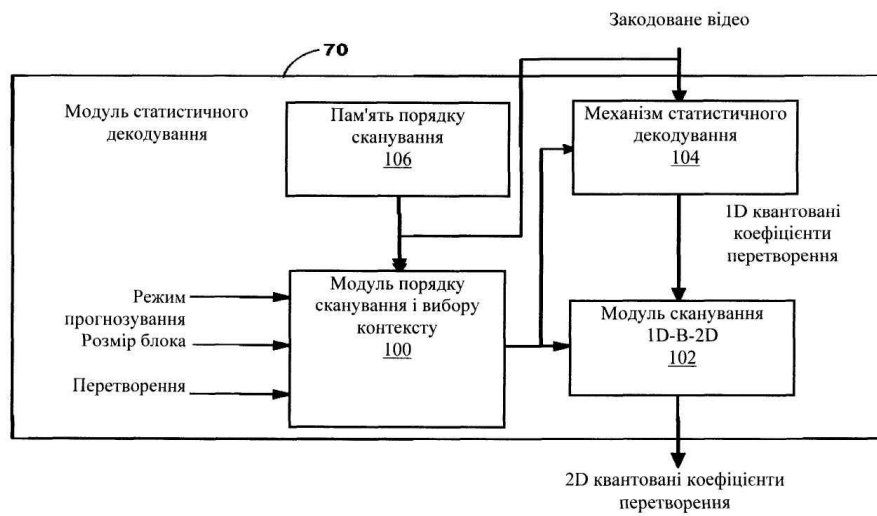 Закодоване відео
70
Модуль статистичного
декодування
Пам'ять порядку
сканування
106
Механізм статистичного
декодування
104
1D квантовані
коефіцієнти
перетворення
Режим
прогнозування
Розмір блока
Перетворення
Модуль порядку
сканування і вибору
контексту
100
Модуль сканування
1D-В-2D
102
2D квантовані коефіцієнти
перетворення